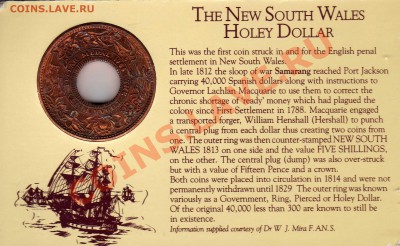 COINS.LAVE.RU
THE NEW SOUTH WALES
HOLEY DOLLAR
This was the first coin struck in and for the English penal
settlement in New South Wales.
In late 1812 the sloop of war Samarang reached Port Jackson
carrying 40,000 Spanish dollars along with instructions to
Governor Lachlan Macquarie to use them to correct the
chronic shortage of 'ready' money which had plagued the
colony since First Settlement in 1788. Macquarie engaged
a transported forger, William Henshall (Hershall) to punch
a central plug from each dollar thus creating two coins from
one. The outer ring was then counter-stamped NEW SOUTH
WALES 1813 on one side and the value FIVE SHILLINGS,
on the other. The central plug (dump) was also over-struck
but with a value of Fifteen Pence and a crown.
Both coins were placed into circulation in 1814 and were not
permanently withdrawn until 1829 The outer ring was known
variously as a Government, Ring, Pierced or Holey Dollar.
Of the original 40,000 less than 300 are known to still be
in existence.
Information supplied courtesy of Dr W. J. Mira F.A.N.S.
COINS.LAVE.RU